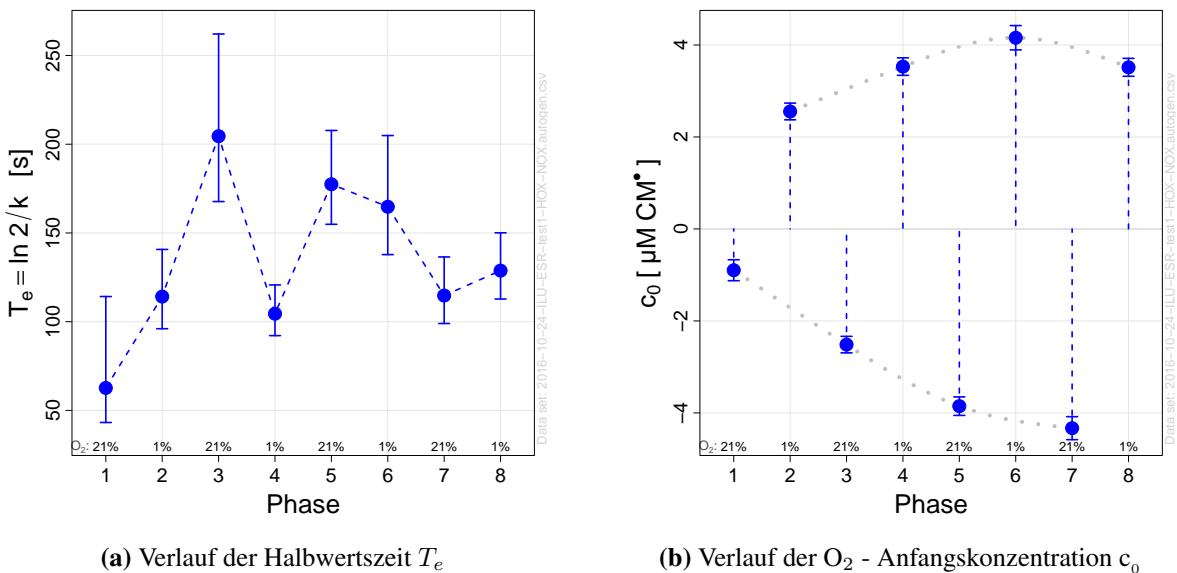 T_e = ln 2/k [s]
250
200
150
100
50
O₂: 21% 1% 21% 1% 21% 1% 21% 1%
1 2 3 4 5 6 7 8
Phase
Data set: 2016−10−24−ILU−ESR−test1−HOX−NOX.autogen.csv
(a) Verlauf der Halbwertszeit T_e
c₀ [ µM CM• ]
4
2
0
−2
−4
O₂: 21% 1% 21% 1% 21% 1% 21% 1%
1 2 3 4 5 6 7 8
Phase
Data set: 2016−10−24−ILU−ESR−test1−HOX−NOX.autogen.csv
(b) Verlauf der O₂ - Anfangskonzentration c₀